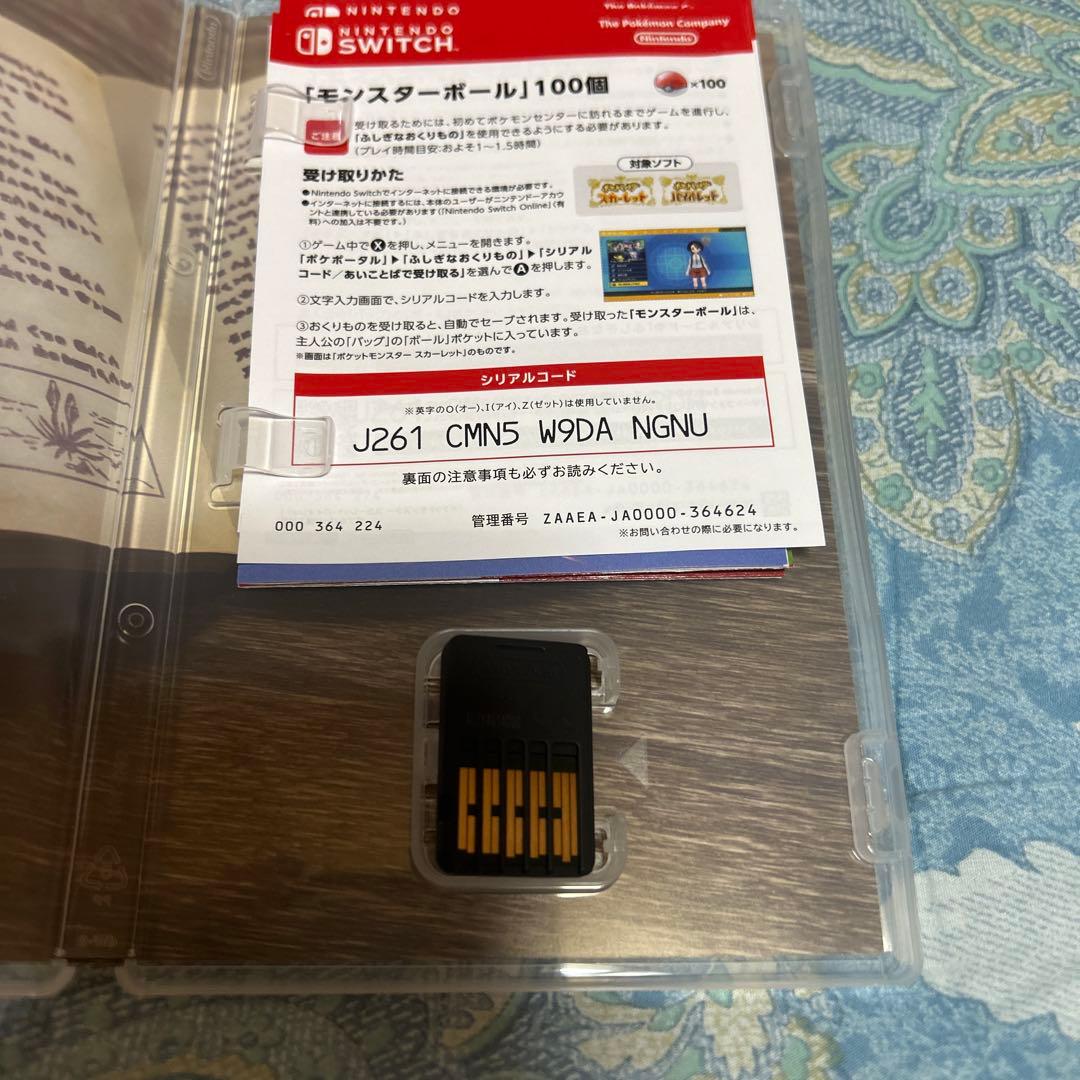 NINTENDO
NINTENDO
SWITCH™
The Pokémon Company
Nintendo
「モンスターボール」100個
×100
ご注意
受け取るためには、初めてポケモンセンターに訪れるまでゲームを進行し、
「ふしぎなおくりもの」を使用できるようにする必要があります。
(プレイ時間目安:およそ1〜1.5時間)
受け取りかた
対象ソフト
スカーレット
バイオレット
●Nintendo Switchでインターネットに接続できる環境が必要です。
●インターネットに接続するには、本体のユーザーがニンテンドーアカウ
ントと連携している必要があります(「Nintendo Switch Online」(有
料)への加入は不要です。)
①ゲーム中でXを押し、メニューを開きます。
「ポケポータル」▶「ふしぎなおくりもの」▶「シリアル
コード/あいことばで受け取る」を選んでAを押します。
②文字入力画面で、シリアルコードを入力します。
③おくりものを受け取ると、自動でセーブされます。受け取った「モンスターボール」は、
主人公の「バッグ」の「ボール」ポケットに入っています。
※画面は「ポケットモンスター スカーレット」のものです。
シリアルコード
※英字のO(オー)、I(アイ)、Z(ゼット)は使用していません。
J261 CMN5 W9DA NGNU
裏面の注意事項も必ずお読みください。
000 364 224
管理番号 ZAAEA-JA0000-364624
※お問い合わせの際に必要になります。